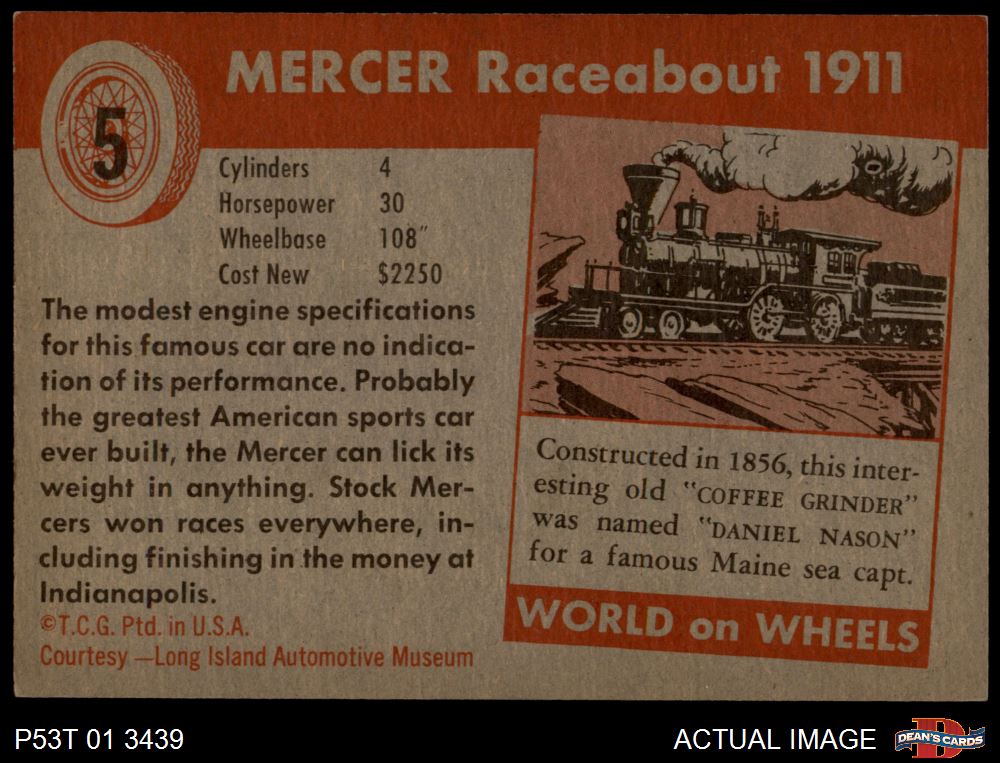 MERCER Raceabout 1911
5
Cylinders 4
Horsepower 30
Wheelbase 108"
Cost New $2250
The modest engine specifications
for this famous car are no indica-
tion of its performance. Probably
the greatest American sports car
ever built, the Mercer can lick its
weight in anything. Stock Mer-
cers won races everywhere, in-
cluding finishing in the money at
Indianapolis.
©T.C.G. Ptd. in U.S.A.
Courtesy —Long Island Automotive Museum
Constructed in 1856, this inter-
esting old "COFFEE GRINDER"
was named "DANIEL NASON"
for a famous Maine sea capt.
WORLD on WHEELS
P53T 01 3439
ACTUAL IMAGE
D
DEAN'S CARDS